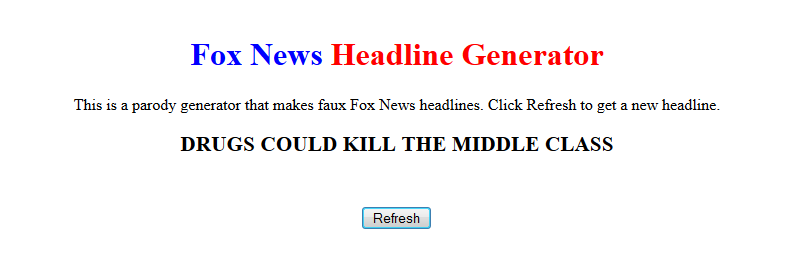 Fox News Headline Generator
This is a parody generator that makes faux Fox News headlines. Click Refresh to get a new headline.
DRUGS COULD KILL THE MIDDLE CLASS
Refresh